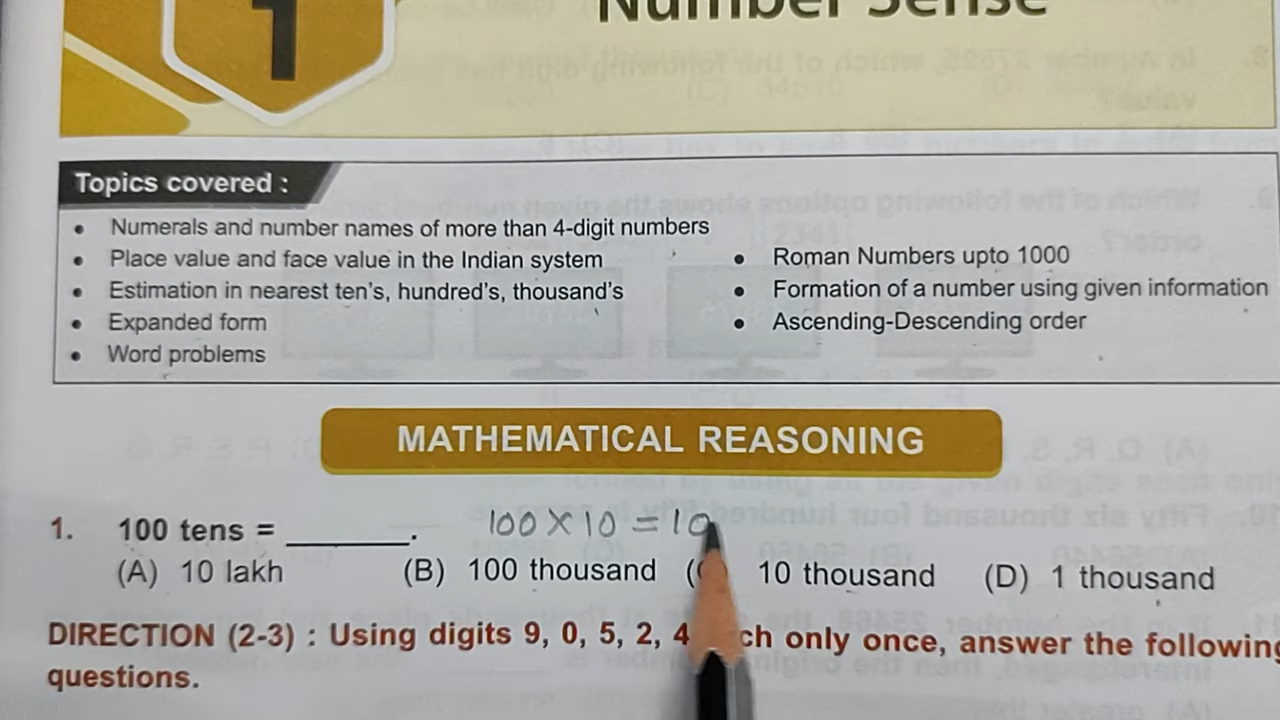 1 Number Sense
Topics covered :
• Numerals and number names of more than 4-digit numbers
• Place value and face value in the Indian system
• Estimation in nearest ten's, hundred's, thousand's
• Expanded form
• Word problems
• Roman Numbers upto 1000
• Formation of a number using given information
• Ascending-Descending order
MATHEMATICAL REASONING
1. 100 tens = ________. 100 × 10 = 10
(A) 10 lakh (B) 100 thousand (C) 10 thousand (D) 1 thousand
DIRECTION (2-3) : Using digits 9, 0, 5, 2, 4 each only once, answer the following
questions.